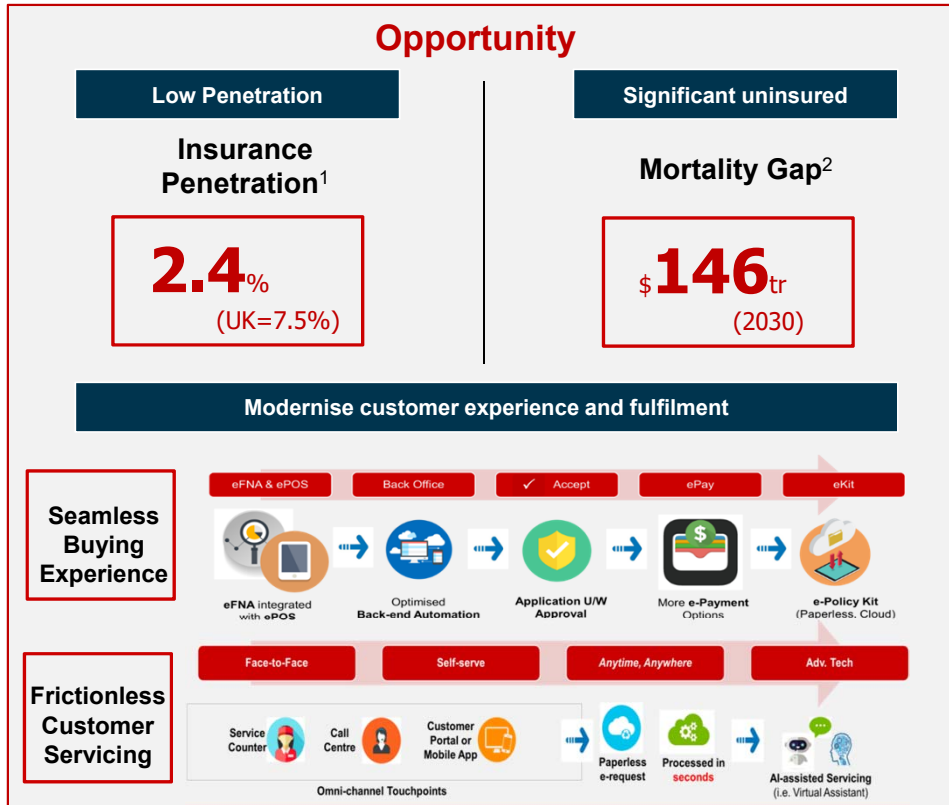 Opportunity
Low Penetration
Significant uninsured
Insurance
Penetration1
Mortality Gap2
2.4%
(UK=7.5%)
$146tr
(2030)
Modernise customer experience and fulfilment
Seamless
Buying
Experience
eFNA & ePOS
Back Office
✓ Accept
ePay
eKit
$
eFNA integrated
with ePOS
Optimised
Back-end Automation
Application U/W
Approval
More e-Payment
Options
e-Policy Kit
(Paperless, Cloud)
Frictionless
Customer
Servicing
Face-to-Face
Self-serve
Anytime, Anywhere
Adv. Tech
Service
Counter
Call
Centre
Customer
Portal or
Mobile App
Paperless
e-request
Processed in
seconds
AI-assisted Servicing
(i.e. Virtual Assistant)
Omni-channel Touchpoints